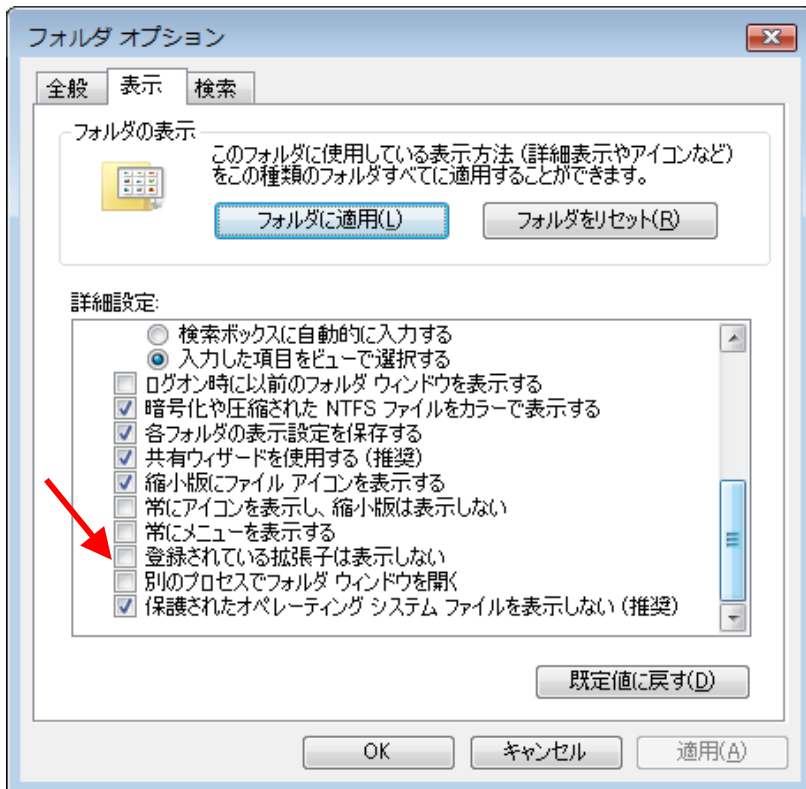 フォルダ オプション
全般 表示 検索
フォルダの表示
このフォルダに使用している表示方法 (詳細表示やアイコンなど)
をこの種類のフォルダすべてに適用することができます。
フォルダに適用(L) フォルダをリセット(R)
詳細設定:
検索ボックスに自動的に入力する
入力した項目をビューで選択する
ログオン時に以前のフォルダ ウィンドウを表示する
暗号化や圧縮された NTFS ファイルをカラーで表示する
各フォルダの表示設定を保存する
共有ウィザードを使用する (推奨)
縮小版にファイル アイコンを表示する
常にアイコンを表示し、縮小版は表示しない
常にメニューを表示する
登録されている拡張子は表示しない
別のプロセスでフォルダ ウィンドウを開く
保護されたオペレーティング システム ファイルを表示しない (推奨)
既定値に戻す(D)
OK キャンセル 適用(A)